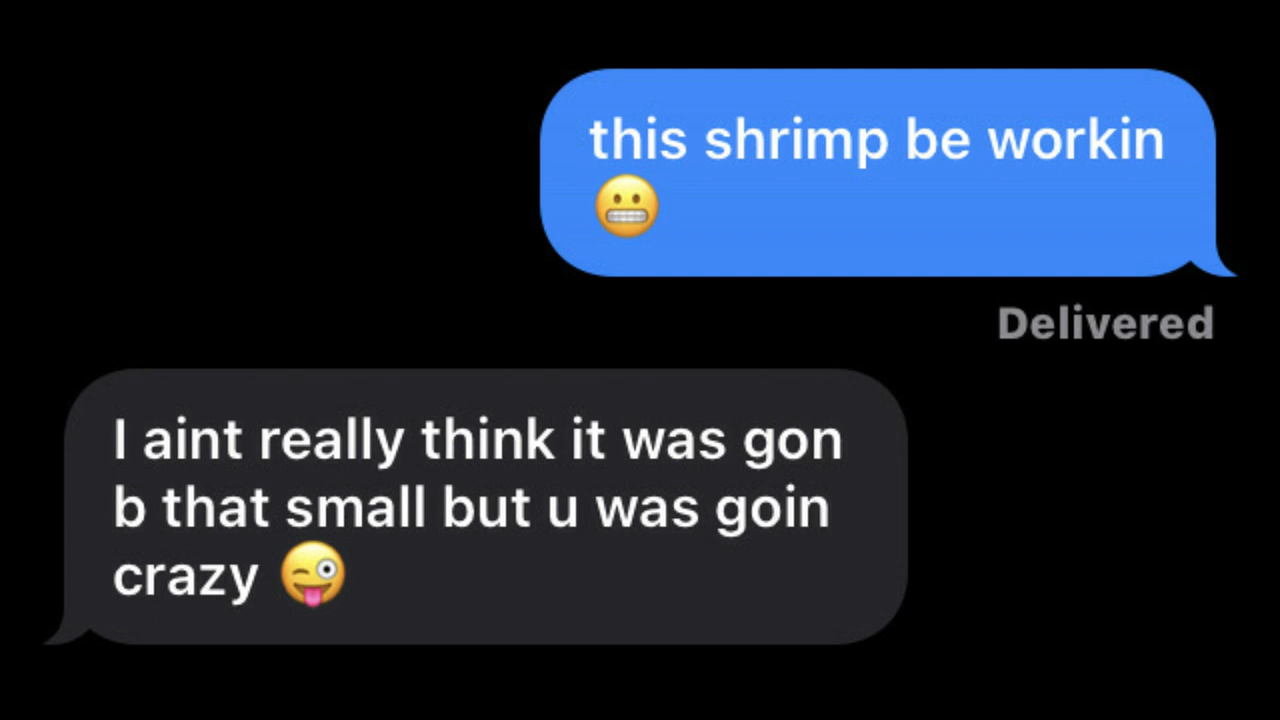 this shrimp be workin
😬
Delivered
I aint really think it was gon
b that small but u was goin
crazy 😜